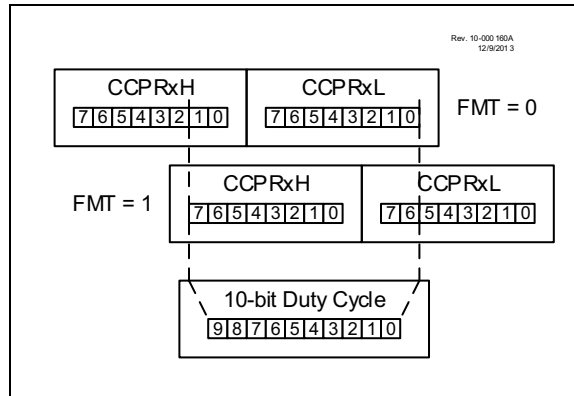 Rev. 10-000 160A
12/9/201 3
CCPRxH CCPRxL
7 6 5 4 3 2 1 0 7 6 5 4 3 2 1 0 FMT = 0
CCPRxH CCPRxL
FMT = 1 7 6 5 4 3 2 1 0 7 6 5 4 3 2 1 0
10-bit Duty Cycle
9 8 7 6 5 4 3 2 1 0